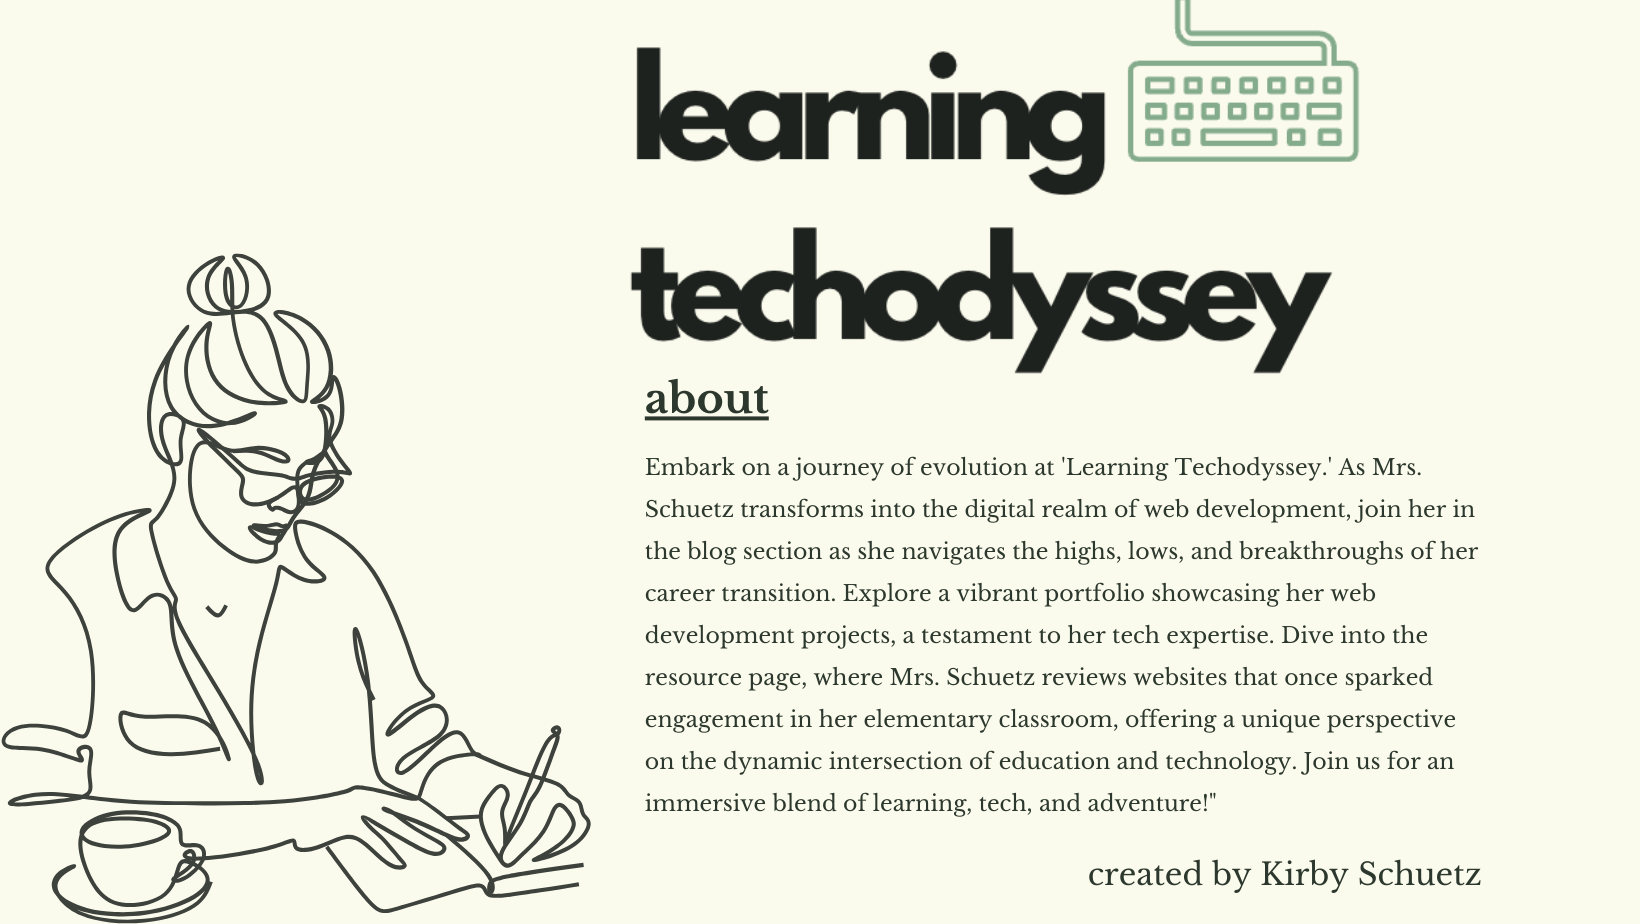 learning
techodyssey
about
Embark on a journey of evolution at 'Learning Techodyssey.' As Mrs.
Schuetz transforms into the digital realm of web development, join her in
the blog section as she navigates the highs, lows, and breakthroughs of her
career transition. Explore a vibrant portfolio showcasing her web
development projects, a testament to her tech expertise. Dive into the
resource page, where Mrs. Schuetz reviews websites that once sparked
engagement in her elementary classroom, offering a unique perspective
on the dynamic intersection of education and technology. Join us for an
immersive blend of learning, tech, and adventure!"
created by Kirby Schuetz